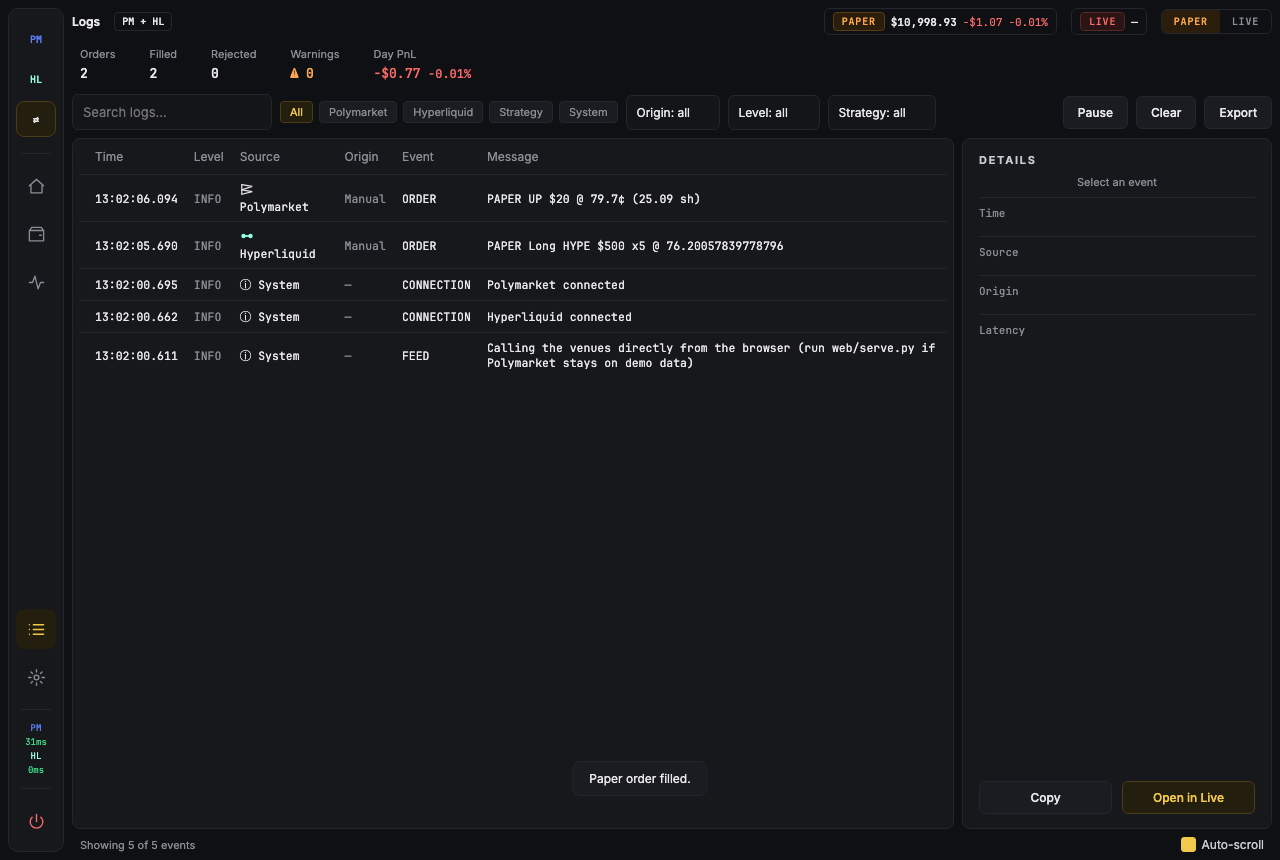 PM
HL
⇄
PM
31ms
HL
0ms
Logs
PM + HL
PAPER $10,998.93 -$1.07 -0.01%
LIVE —
PAPER LIVE
Orders Filled Rejected Warnings Day PnL
2 2 0 0 -$0.77 -0.01%
Search logs...
All Polymarket Hyperliquid Strategy System
Origin: all Level: all Strategy: all
Pause Clear Export
Time Level Source Origin Event Message
13:02:06.094 INFO Polymarket Manual ORDER PAPER UP $20 @ 79.7¢ (25.09 sh)
13:02:05.690 INFO Hyperliquid Manual ORDER PAPER Long HYPE $500 x5 @ 76.20057839778796
13:02:00.695 INFO System — CONNECTION Polymarket connected
13:02:00.662 INFO System — CONNECTION Hyperliquid connected
13:02:00.611 INFO System — FEED Calling the venues directly from the browser (run web/serve.py if
Polymarket stays on demo data)
Paper order filled.
DETAILS
Select an event
Time
Source
Origin
Latency
Copy Open in Live
Showing 5 of 5 events
Auto-scroll